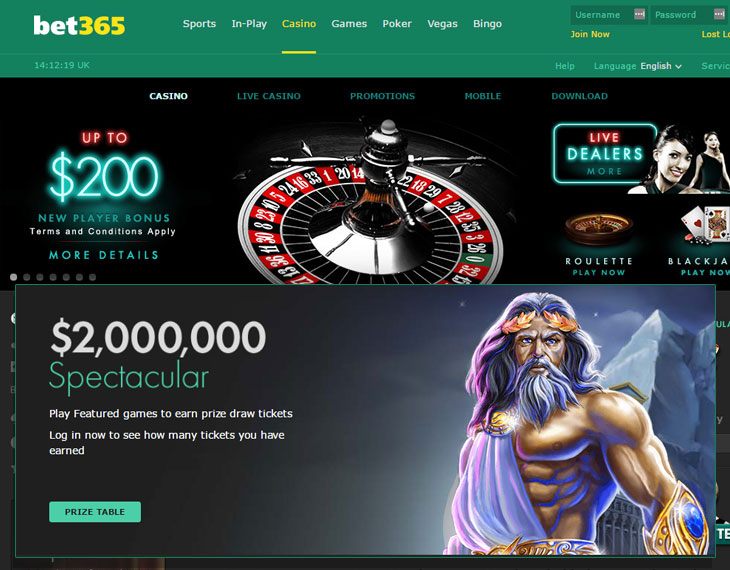 bet365
Sports In-Play Casino Games Poker Vegas Bingo
Username Password
Join Now
14:12:19 UK
Help Language English
CASINO LIVE CASINO PROMOTIONS MOBILE DOWNLOAD
UP TO
$200
NEW PLAYER BONUS
Terms and Conditions Apply
MORE DETAILS
LIVE
DEALERS
MORE
ROULETTE
PLAY NOW
BLACKJA
PLAY NOW
$2,000,000
Spectacular
Play Featured games to earn prize draw tickets
Log in now to see how many tickets you have
earned
PRIZE TABLE